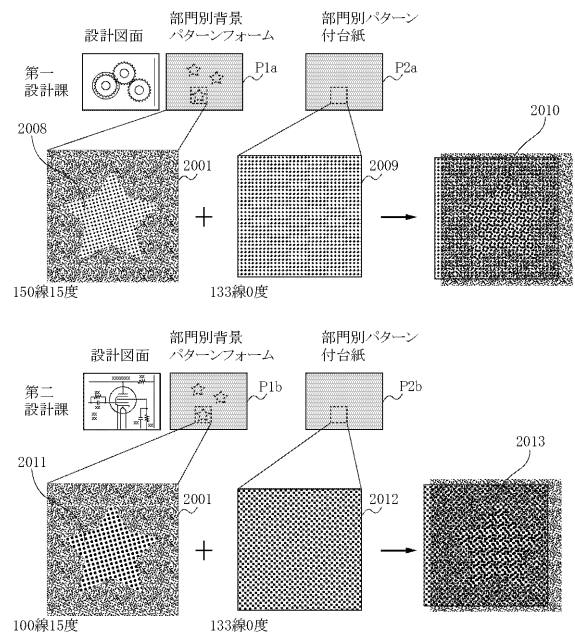 部門別背景
パターンフォーム
部門別パターン
付台紙
設計図面
第一
設計課
P1a
P2a
2008
2001
2009
2010
150線15度
133線0度
部門別背景
パターンフォーム
部門別パターン
付台紙
設計図面
第二
設計課
P1b
P2b
2011
2001
2012
2013
100線15度
133線0度